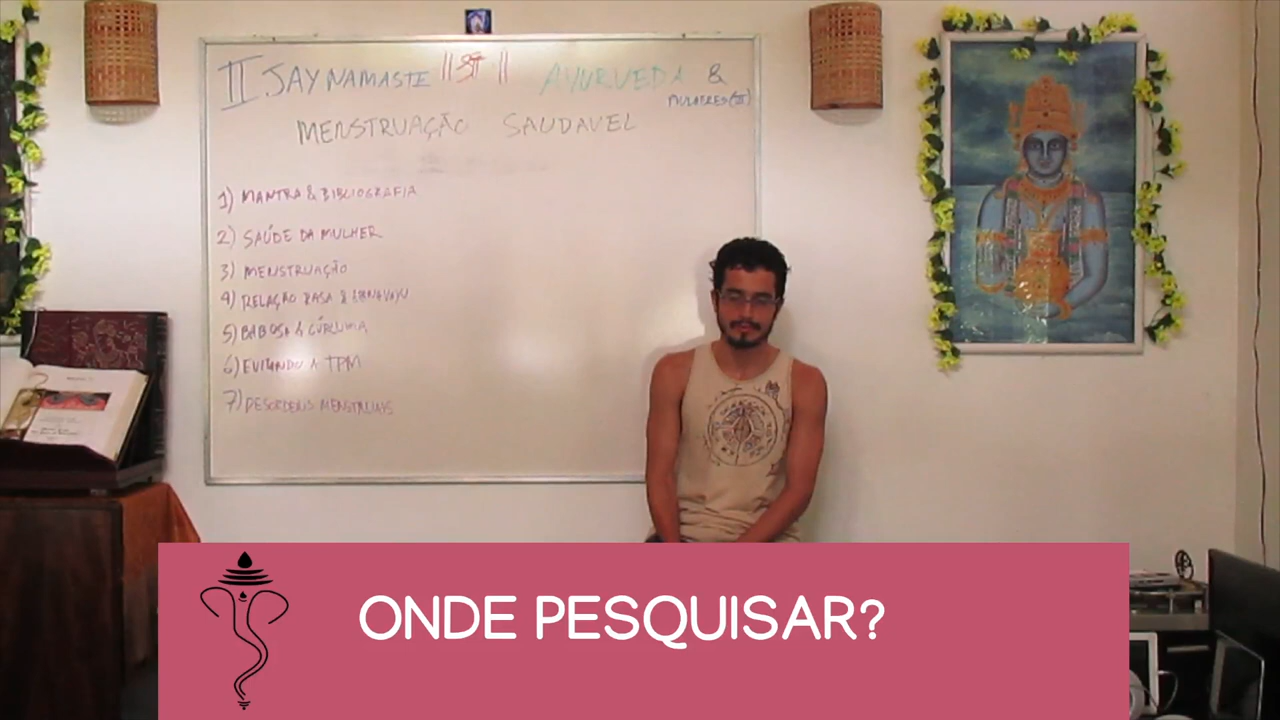 II JAY NAMASTE || श्री || AYURVEDA &
MULHERES (II)
MENSTRUAÇÃO SAUDAVEL
1) MANTRA & BIBLIOGRAFIA
2) SAÚDE DA MULHER
3) MENSTRUAÇÃO
4) RELAÇÃO RASA &
5) BABOSA & CÚRCUMA
6) EVITANDO A TPM
7) DESORDENS MENSTRUAIS
ONDE PESQUISAR?